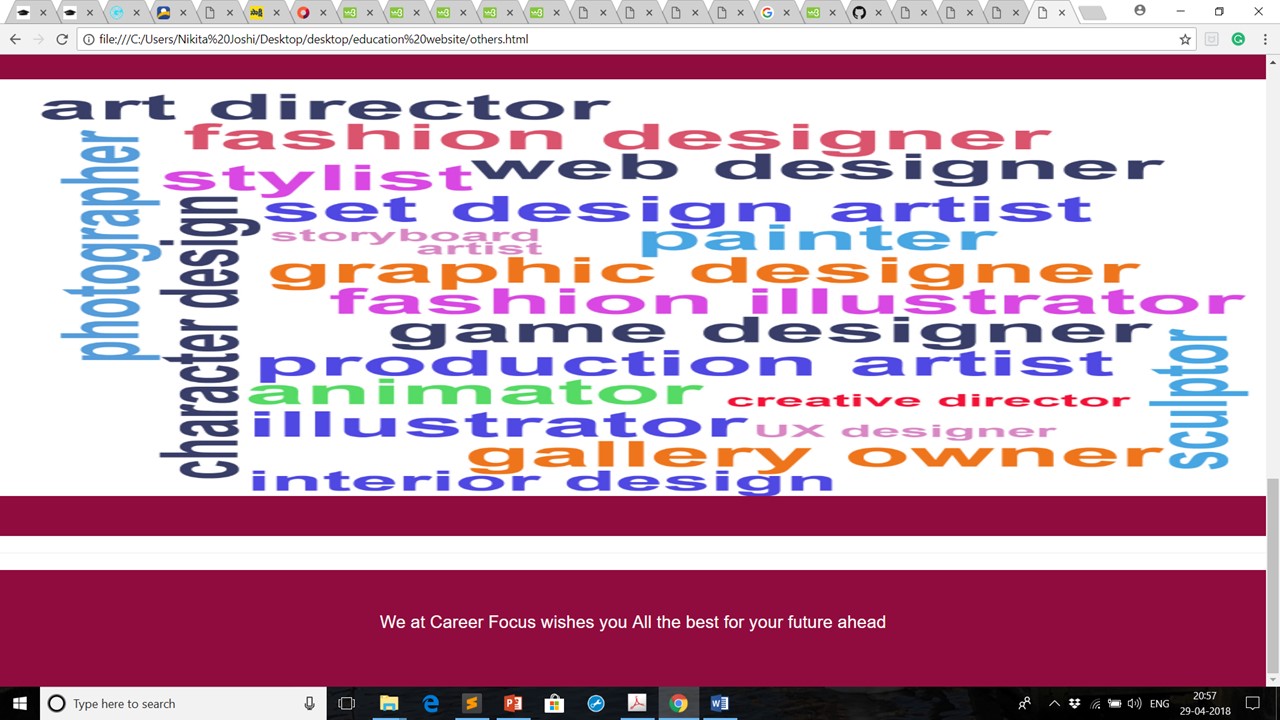 file:///C:/Users/Nikita%20Joshi/Desktop/desktop/education%20website/others.html
art director
fashion designer
photographer
web designer
stylist
character design
set design artist
storyboard
artist
painter
graphic designer
fashion illustrator
game designer
sculptor
production artist
animator
creative director
illustrator
UX designer
gallery owner
interior design
We at Career Focus wishes you All the best for your future ahead
Type here to search
ENG
20:57
29-04-2018